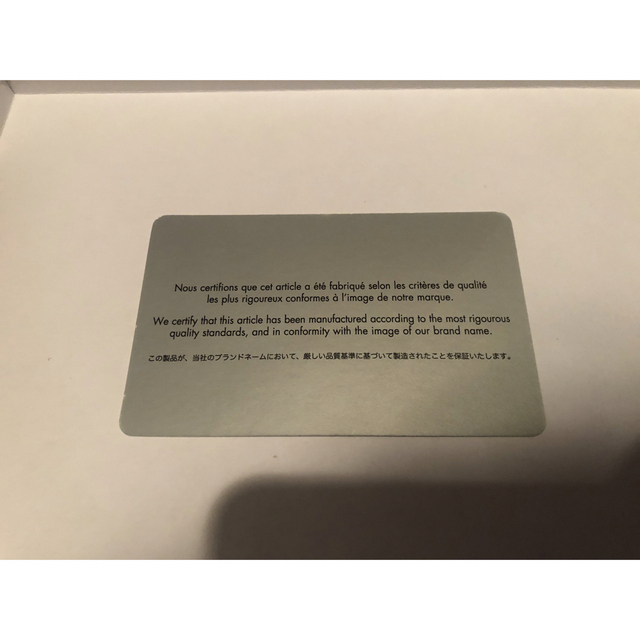 Nous certifions que cet article a été fabriqué selon les critères de qualité
les plus rigoureux conformes à l'image de notre marque.
We certify that this article has been manufactured according to the most rigourous
quality standards, and in conformity with the image of our brand name.
この製品が、当社のブランドネームにおいて、厳しい品質基準に基づいて製造されたことを保証いたします。